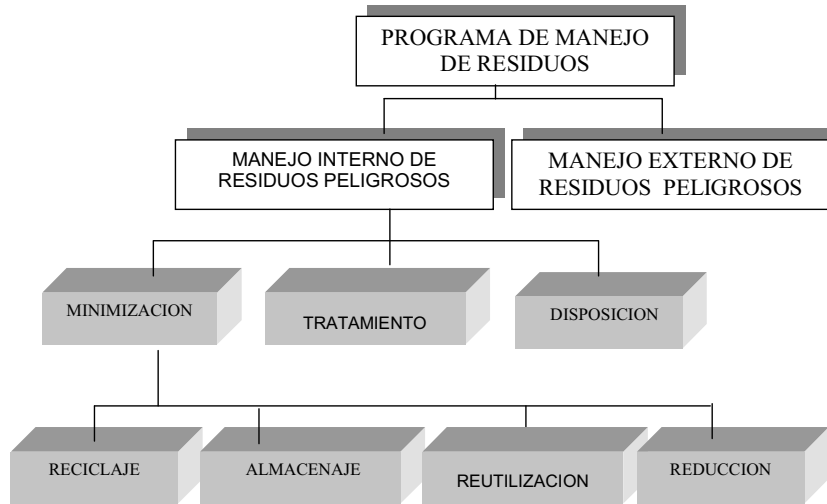 PROGRAMA DE MANEJO
DE RESIDUOS
MANEJO INTERNO DE
RESIDUOS PELIGROSOS
MANEJO EXTERNO DE
RESIDUOS PELIGROSOS
MINIMIZACION
TRATAMIENTO
DISPOSICION
RECICLAJE
ALMACENAJE
REUTILIZACION
REDUCCION